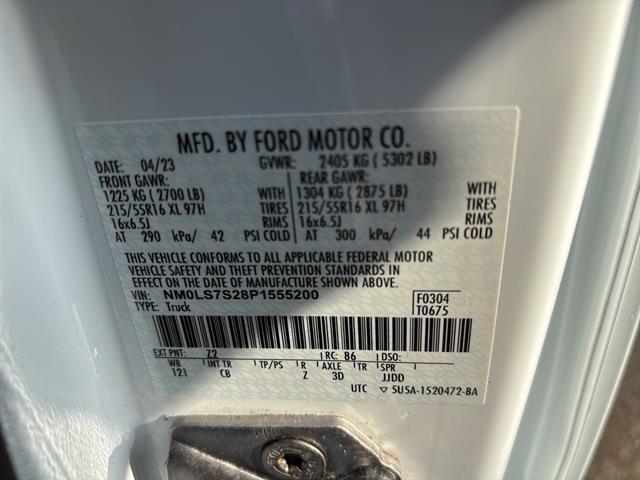 MFD. BY FORD MOTOR CO.
DATE: 04/23 GVWR: 2405 KG ( 5302 LB)
FRONT GAWR: REAR GAWR:
1225 KG ( 2700 LB) WITH 1304 KG ( 2875 LB) WITH
215/55R16 XL 97H TIRES 215/55R16 XL 97H TIRES
16x6.5J RIMS 16x6.5J RIMS
AT 290 kPa/ 42 PSI COLD AT 300 kPa/ 44 PSI COLD
THIS VEHICLE CONFORMS TO ALL APPLICABLE FEDERAL MOTOR
VEHICLE SAFETY AND THEFT PREVENTION STANDARDS IN
EFFECT ON THE DATE OF MANUFACTURE SHOWN ABOVE.
VIN: NM0LS7S28P1555200 F0304
TYPE: Truck T0675
EXT PNT: Z2 RC: 86 DSO:
WB INT TR TP/PS R AXLE TR SPR
121 CB Z 3D JJDD
UTC ▽ 5U5A-1520472-BA